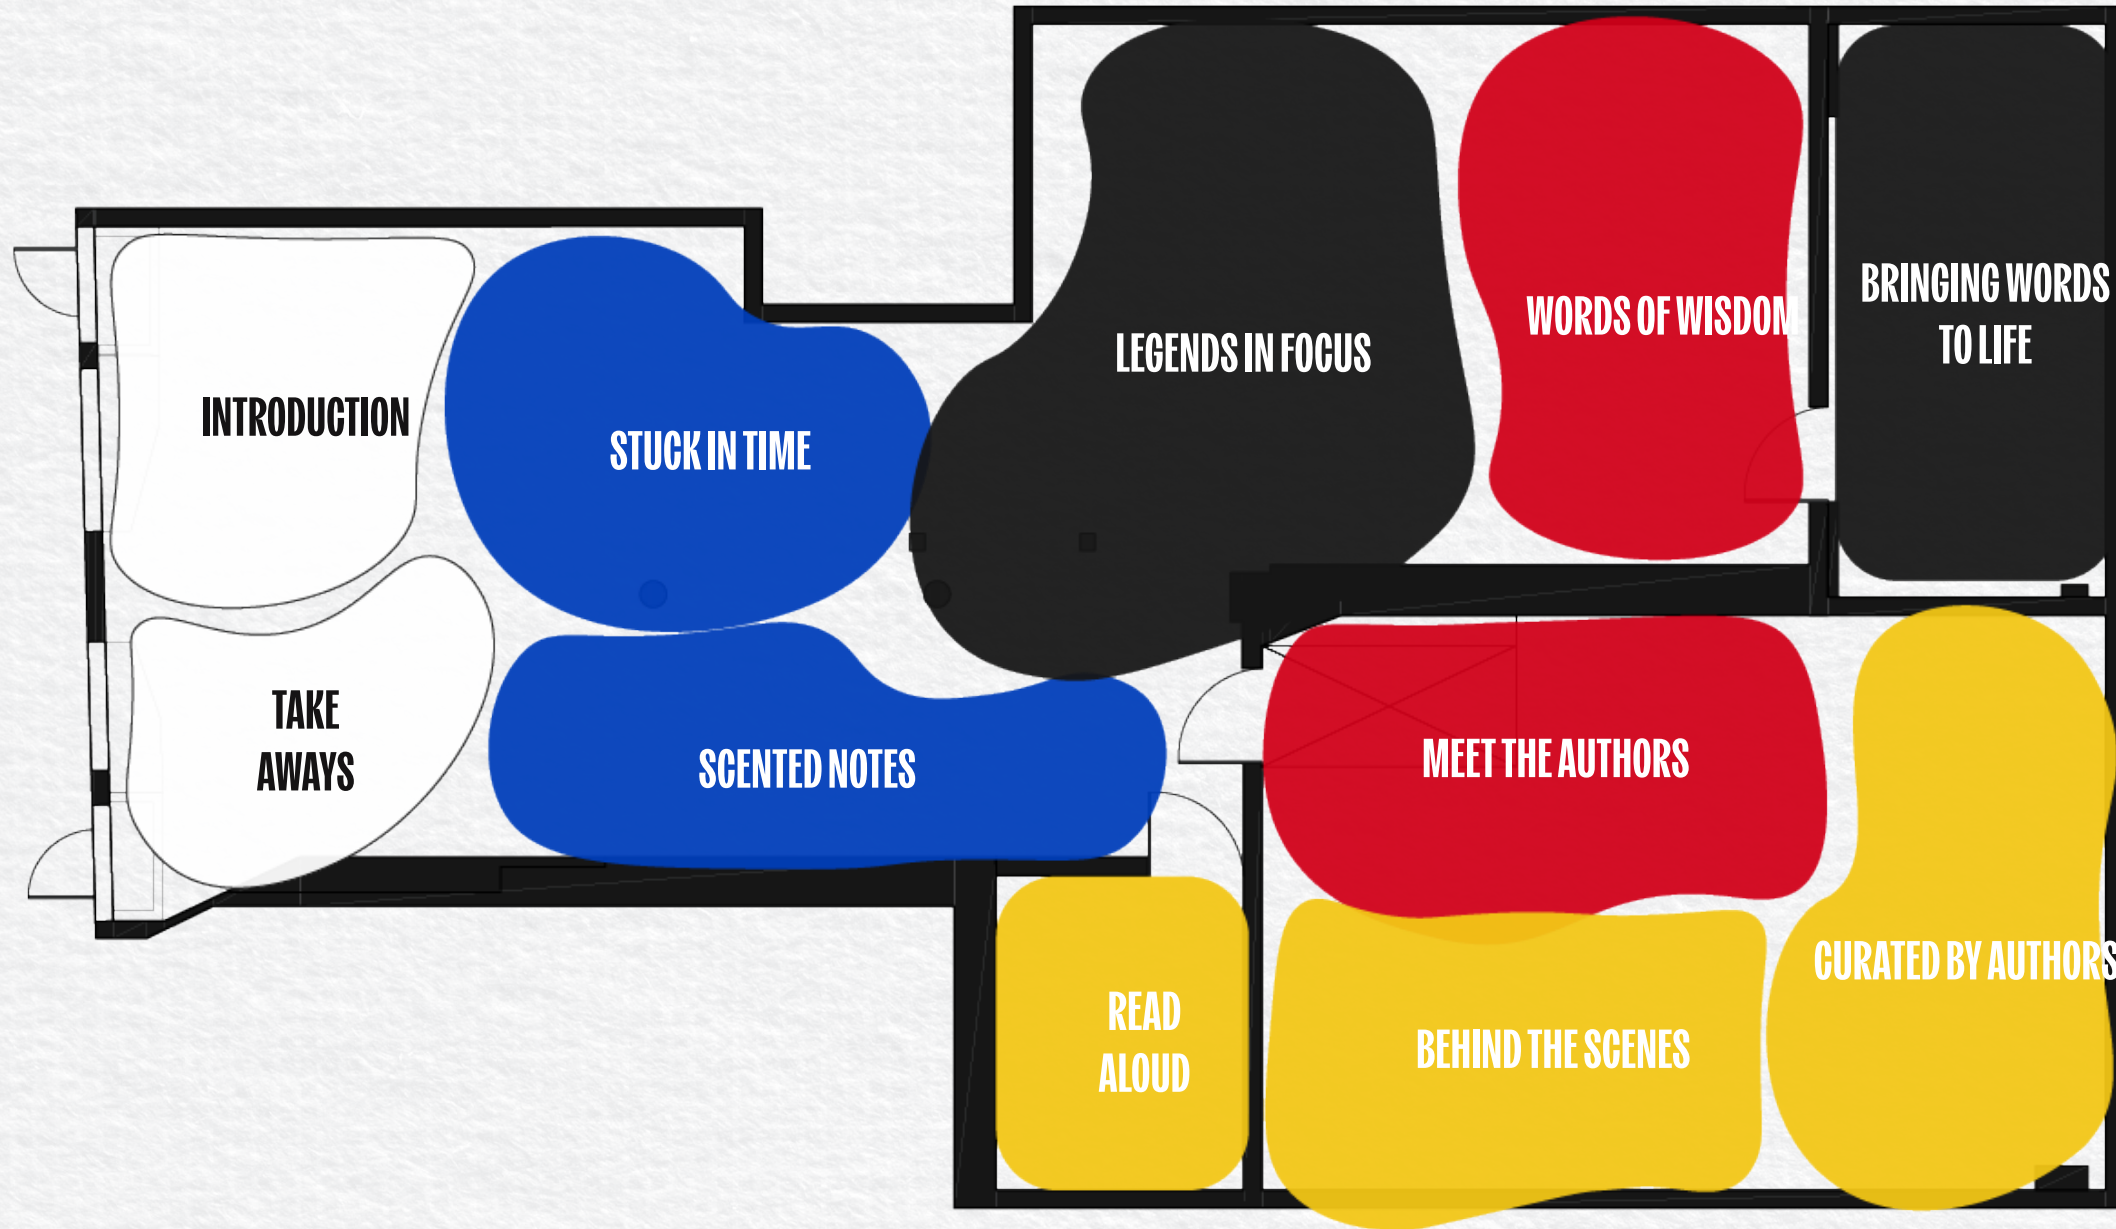 INTRODUCTION
TAKE
AWAYS
STUCK IN TIME
SCENTED NOTES
LEGENDS IN FOCUS
WORDS OF WISDOM
BRINGING WORDS
TO LIFE
MEET THE AUTHORS
READ
ALOUD
BEHIND THE SCENES
CURATED BY AUTHORS